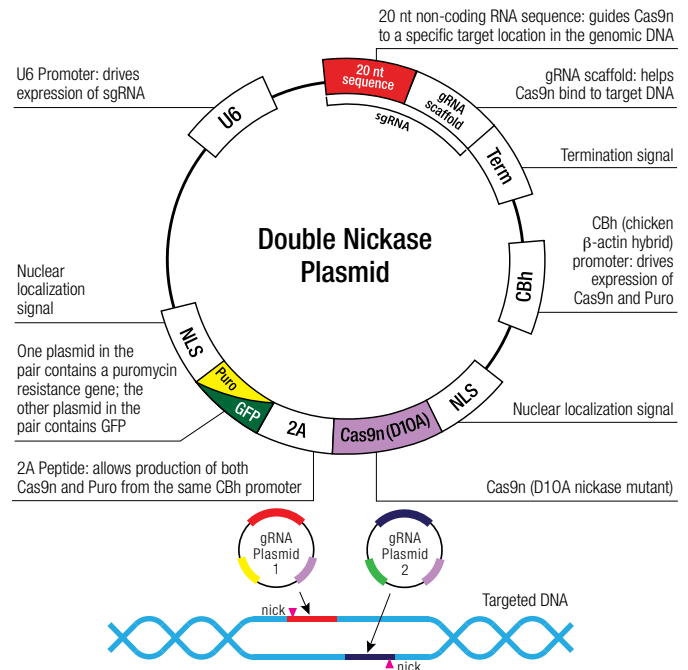 20 nt non-coding RNA sequence: guides Cas9n
to a specific target location in the genomic DNA
U6 Promoter: drives
expression of sgRNA
gRNA scaffold: helps
Cas9n bind to target DNA
20 nt
sequence
gRNA
scaffold
sgRNA
U6
Term
Termination signal
Double Nickase
Plasmid
CBh (chicken
β-actin hybrid)
promoter: drives
expression of
Cas9n and Puro
CBh
Nuclear
localization
signal
NLS
One plasmid in the
pair contains a puromycin
resistance gene; the
other plasmid in the
pair contains GFP
Puro
GFP
2A
Cas9n (D10A)
NLS
Nuclear localization signal
2A Peptide: allows production of both
Cas9n and Puro from the same CBh promoter
Cas9n (D10A nickase mutant)
gRNA
Plasmid
1
gRNA
Plasmid
2
Targeted DNA
nick
nick